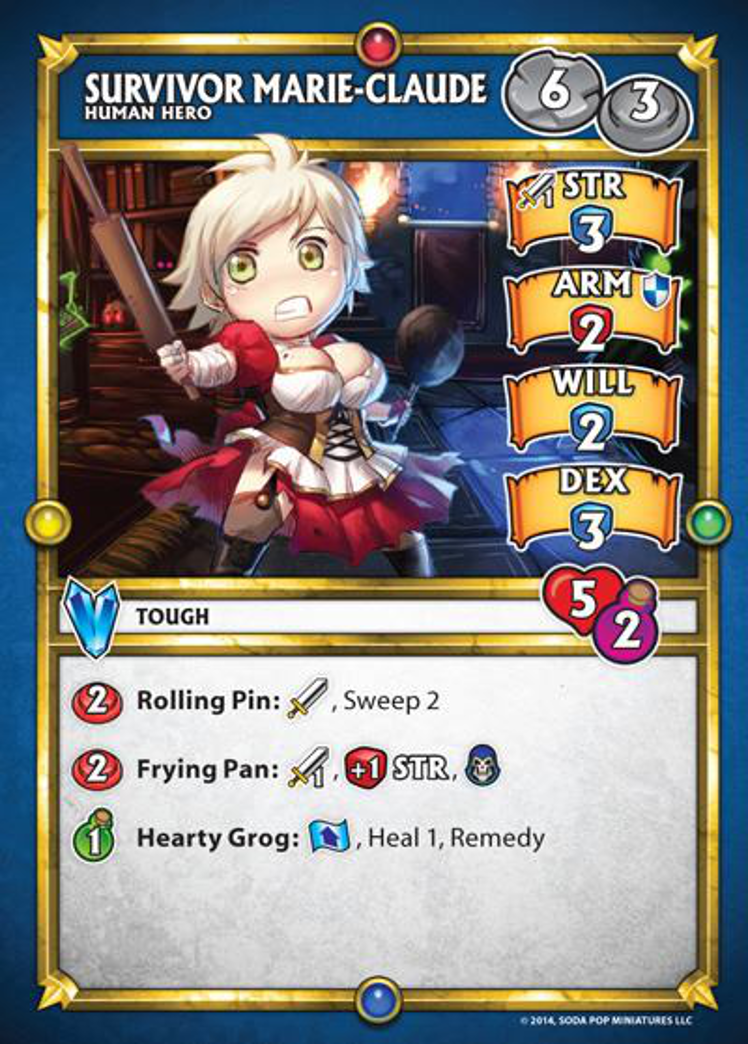 SURVIVOR MARIE-CLAUDE
HUMAN HERO
6
3
1 STR
3
ARM
2
WILL
2
DEX
3
TOUGH
5
2
2 Rolling Pin: , Sweep 2
2 Frying Pan: 1, +1 STR,
1 Hearty Grog: , Heal 1, Remedy
© 2014, SODA POP MINIATURES LLC